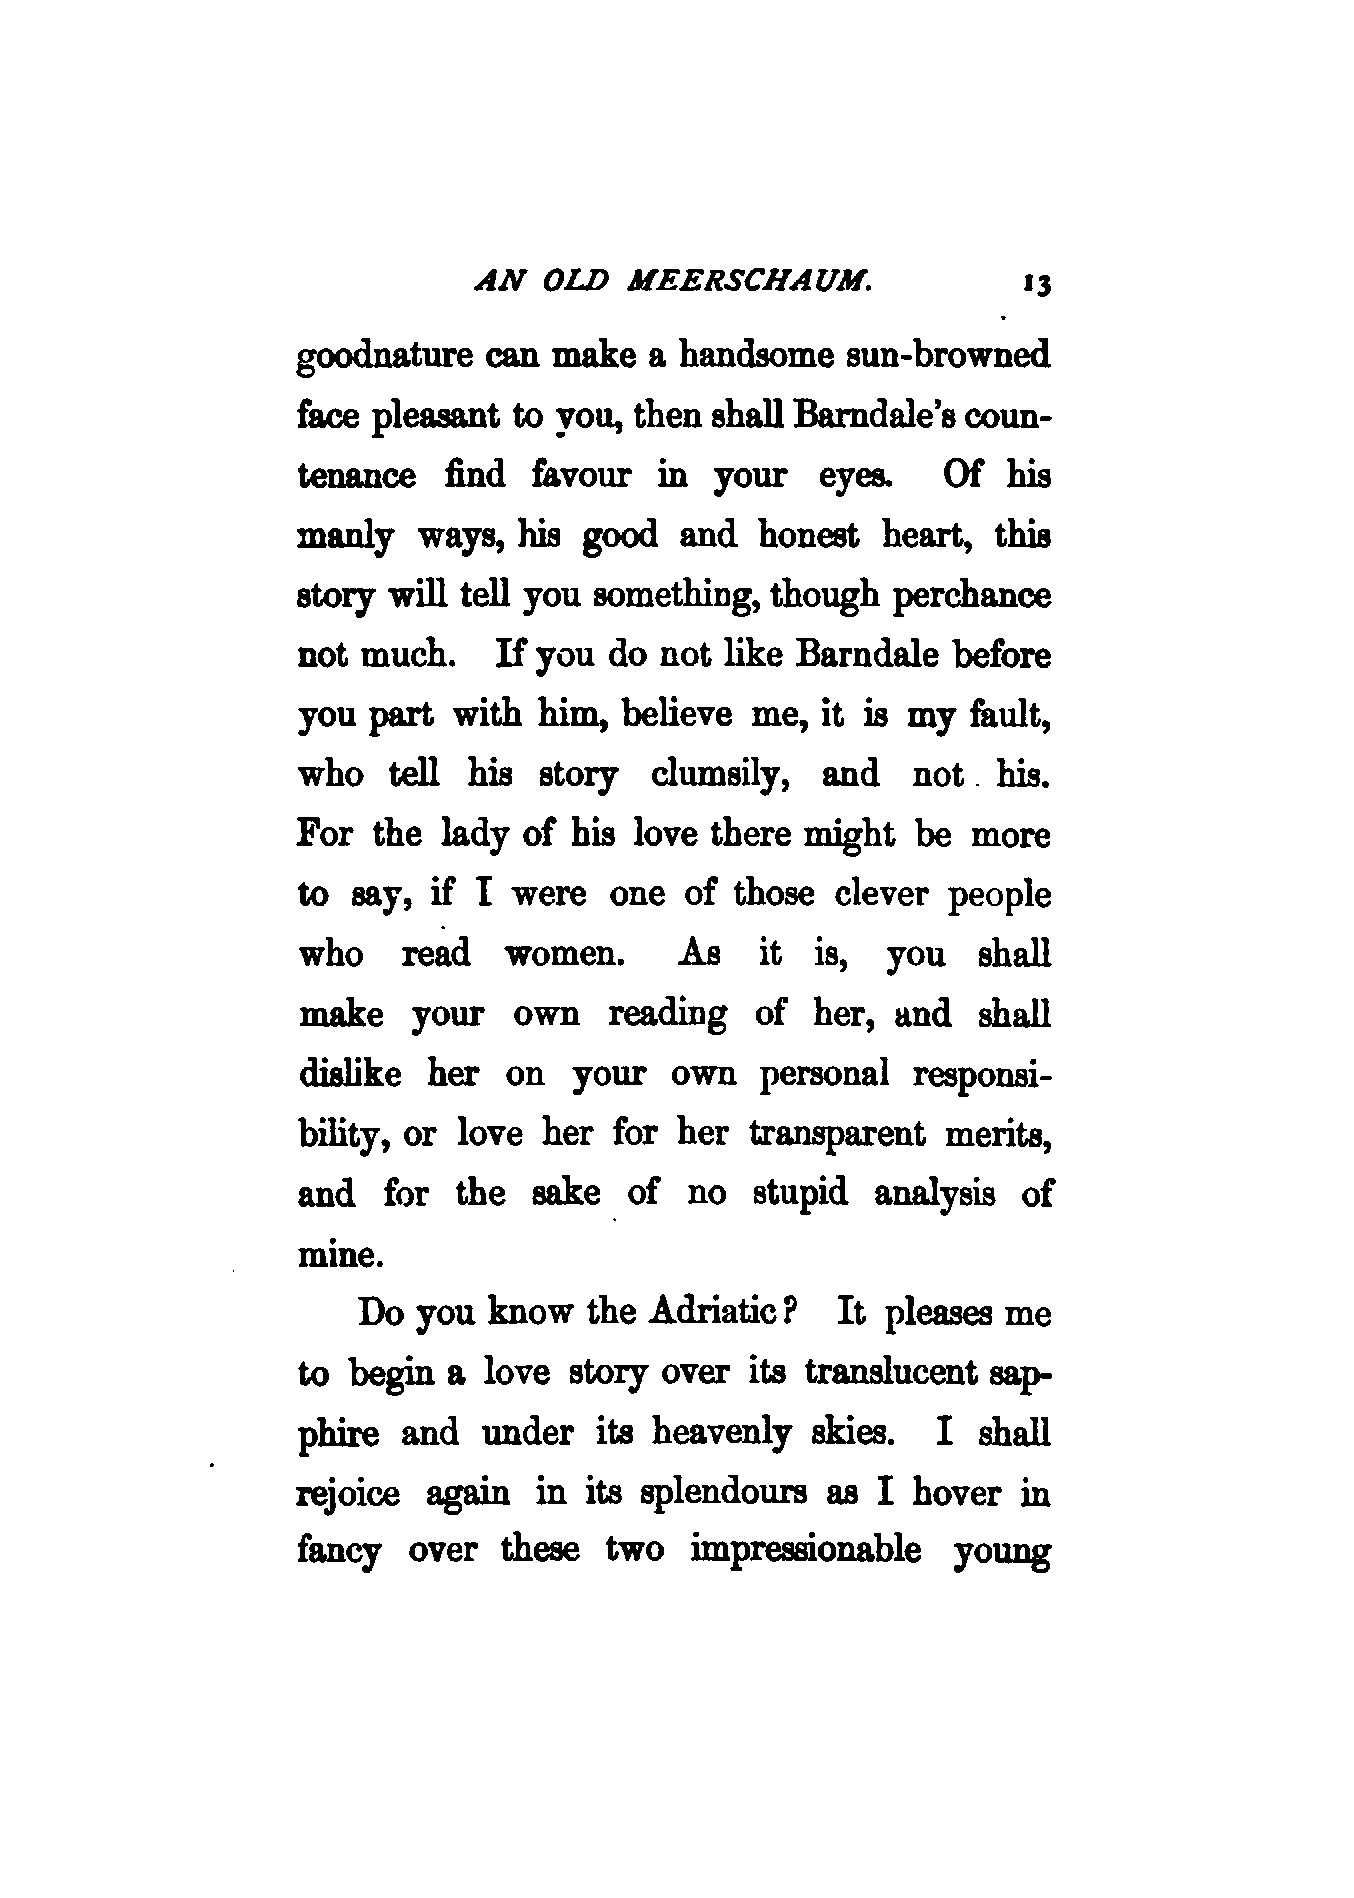 AN OLD MEERSCHAUM. 13
goodnature can make a handsome sun-browned
face pleasant to you, then shall Barndale's coun-
tenance find favour in your eyes. Of his
manly ways, his good and honest heart, this
story will tell you something, though perchance
not much. If you do not like Barndale before
you part with him, believe me, it is my fault,
who tell his story clumsily, and not his.
For the lady of his love there might be more
to say, if I were one of those clever people
who read women. As it is, you shall
make your own reading of her, and shall
dislike her on your own personal responsi-
bility, or love her for her transparent merits,
and for the sake of no stupid analysis of
mine.
Do you know the Adriatic? It pleases me
to begin a love story over its translucent sap-
phire and under its heavenly skies. I shall
rejoice again in its splendours as I hover in
fancy over these two impressionable young